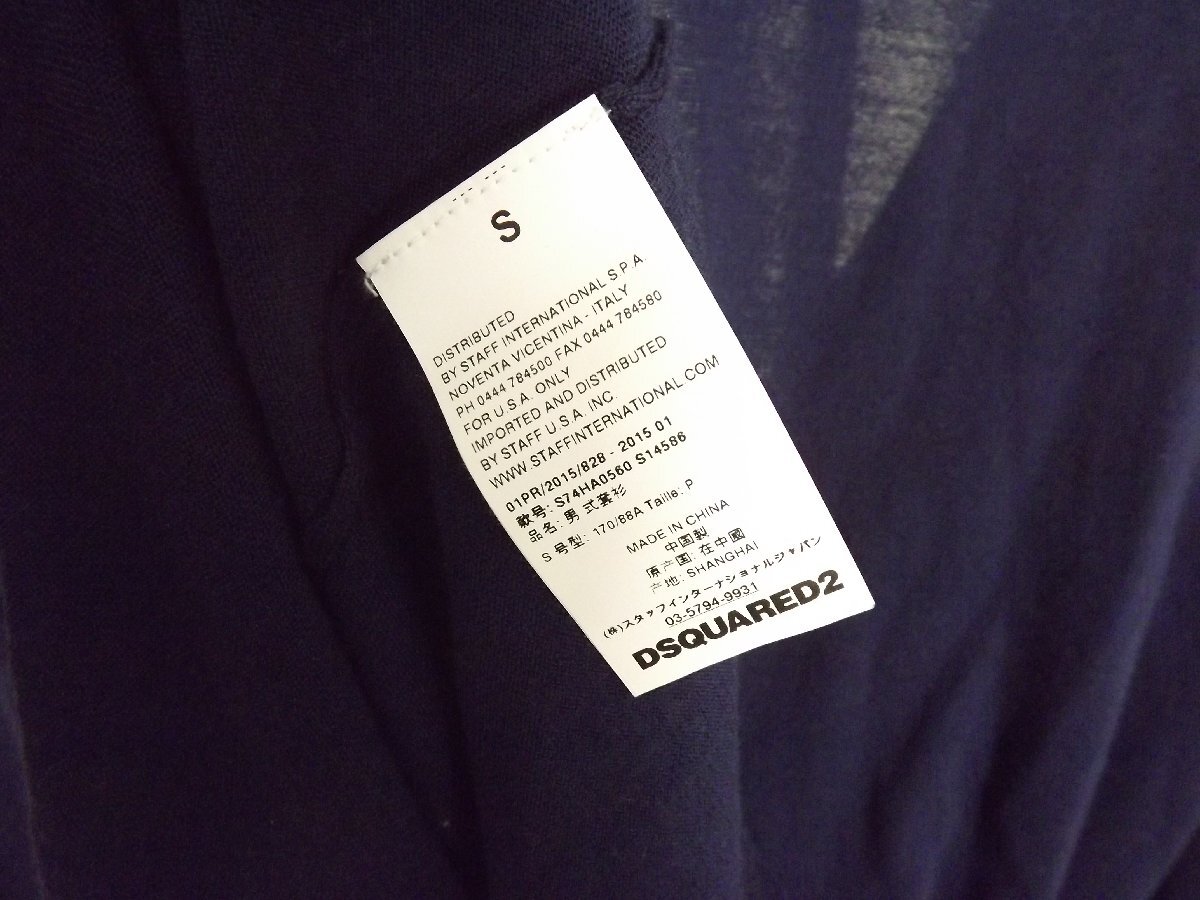 S
DISTRIBUTED
BY STAFF INTERNATIONAL S.P.A.
NOVENTA VICENTINA - ITALY
PH 0444 784500 FAX 0444 784580
FOR U.S.A. ONLY
IMPORTED AND DISTRIBUTED
BY STAFF U.S.A. INC.
WWW.STAFFINTERNATIONAL.COM
01PR/2015/828 - 2015 01
款号: S74HA0560 S14586
品名: 男式套衫
S 号型: 170/88A Taille: P
MADE IN CHINA
中国製
原产国: 在中國
产地: SHANGHAI
(株)スタッフインターナショナルジャパン
03-5794-9931
DSQUARED2